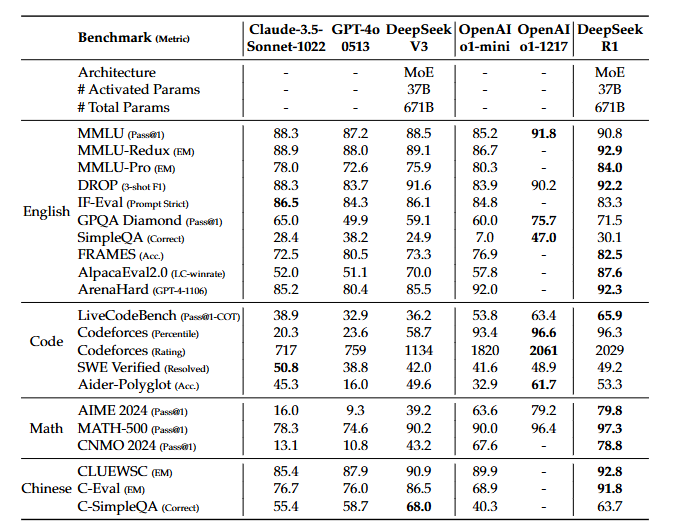 Benchmark (Metric) Claude-3.5- GPT-4o DeepSeek OpenAI OpenAI DeepSeek
Sonnet-1022 0513 V3 o1-mini o1-1217 R1
Architecture - - MoE - - MoE
# Activated Params - - 37B - - 37B
# Total Params - - 671B - - 671B
English
MMLU (Pass@1) 88.3 87.2 88.5 85.2 91.8 90.8
MMLU-Redux (EM) 88.9 88.0 89.1 86.7 - 92.9
MMLU-Pro (EM) 78.0 72.6 75.9 80.3 - 84.0
DROP (3-shot F1) 88.3 83.7 91.6 83.9 90.2 92.2
IF-Eval (Prompt Strict) 86.5 84.3 86.1 84.8 - 83.3
GPQA Diamond (Pass@1) 65.0 49.9 59.1 60.0 75.7 71.5
SimpleQA (Correct) 28.4 38.2 24.9 7.0 47.0 30.1
FRAMES (Acc.) 72.5 80.5 73.3 76.9 - 82.5
AlpacaEval2.0 (LC-winrate) 52.0 51.1 70.0 57.8 - 87.6
ArenaHard (GPT-4-1106) 85.2 80.4 85.5 92.0 - 92.3
Code
LiveCodeBench (Pass@1-COT) 38.9 32.9 36.2 53.8 63.4 65.9
Codeforces (Percentile) 20.3 23.6 58.7 93.4 96.6 96.3
Codeforces (Rating) 717 759 1134 1820 2061 2029
SWE Verified (Resolved) 50.8 38.8 42.0 41.6 48.9 49.2
Aider-Polyglot (Acc.) 45.3 16.0 49.6 32.9 61.7 53.3
Math
AIME 2024 (Pass@1) 16.0 9.3 39.2 63.6 79.2 79.8
MATH-500 (Pass@1) 78.3 74.6 90.2 90.0 96.4 97.3
CNMO 2024 (Pass@1) 13.1 10.8 43.2 67.6 - 78.8
Chinese
CLUEWSC (EM) 85.4 87.9 90.9 89.9 - 92.8
C-Eval (EM) 76.7 76.0 86.5 68.9 - 91.8
C-SimpleQA (Correct) 55.4 58.7 68.0 40.3 - 63.7